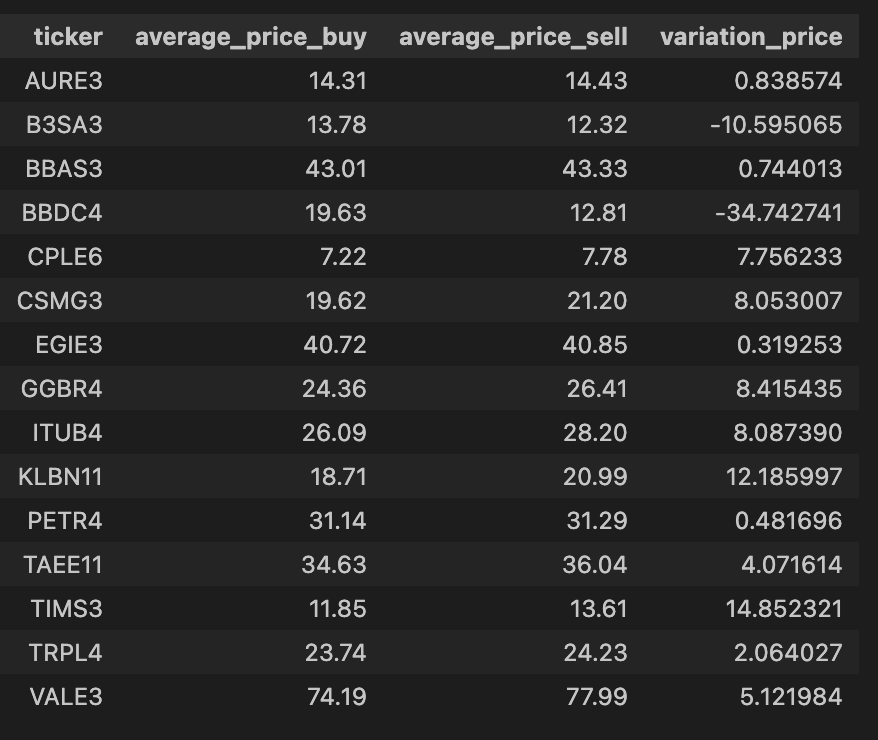 ticker average_price_buy average_price_sell variation_price
AURE3 14.31 14.43 0.838574
B3SA3 13.78 12.32 -10.595065
BBAS3 43.01 43.33 0.744013
BBDC4 19.63 12.81 -34.742741
CPLE6 7.22 7.78 7.756233
CSMG3 19.62 21.20 8.053007
EGIE3 40.72 40.85 0.319253
GGBR4 24.36 26.41 8.415435
ITUB4 26.09 28.20 8.087390
KLBN11 18.71 20.99 12.185997
PETR4 31.14 31.29 0.481696
TAEE11 34.63 36.04 4.071614
TIMS3 11.85 13.61 14.852321
TRPL4 23.74 24.23 2.064027
VALE3 74.19 77.99 5.121984